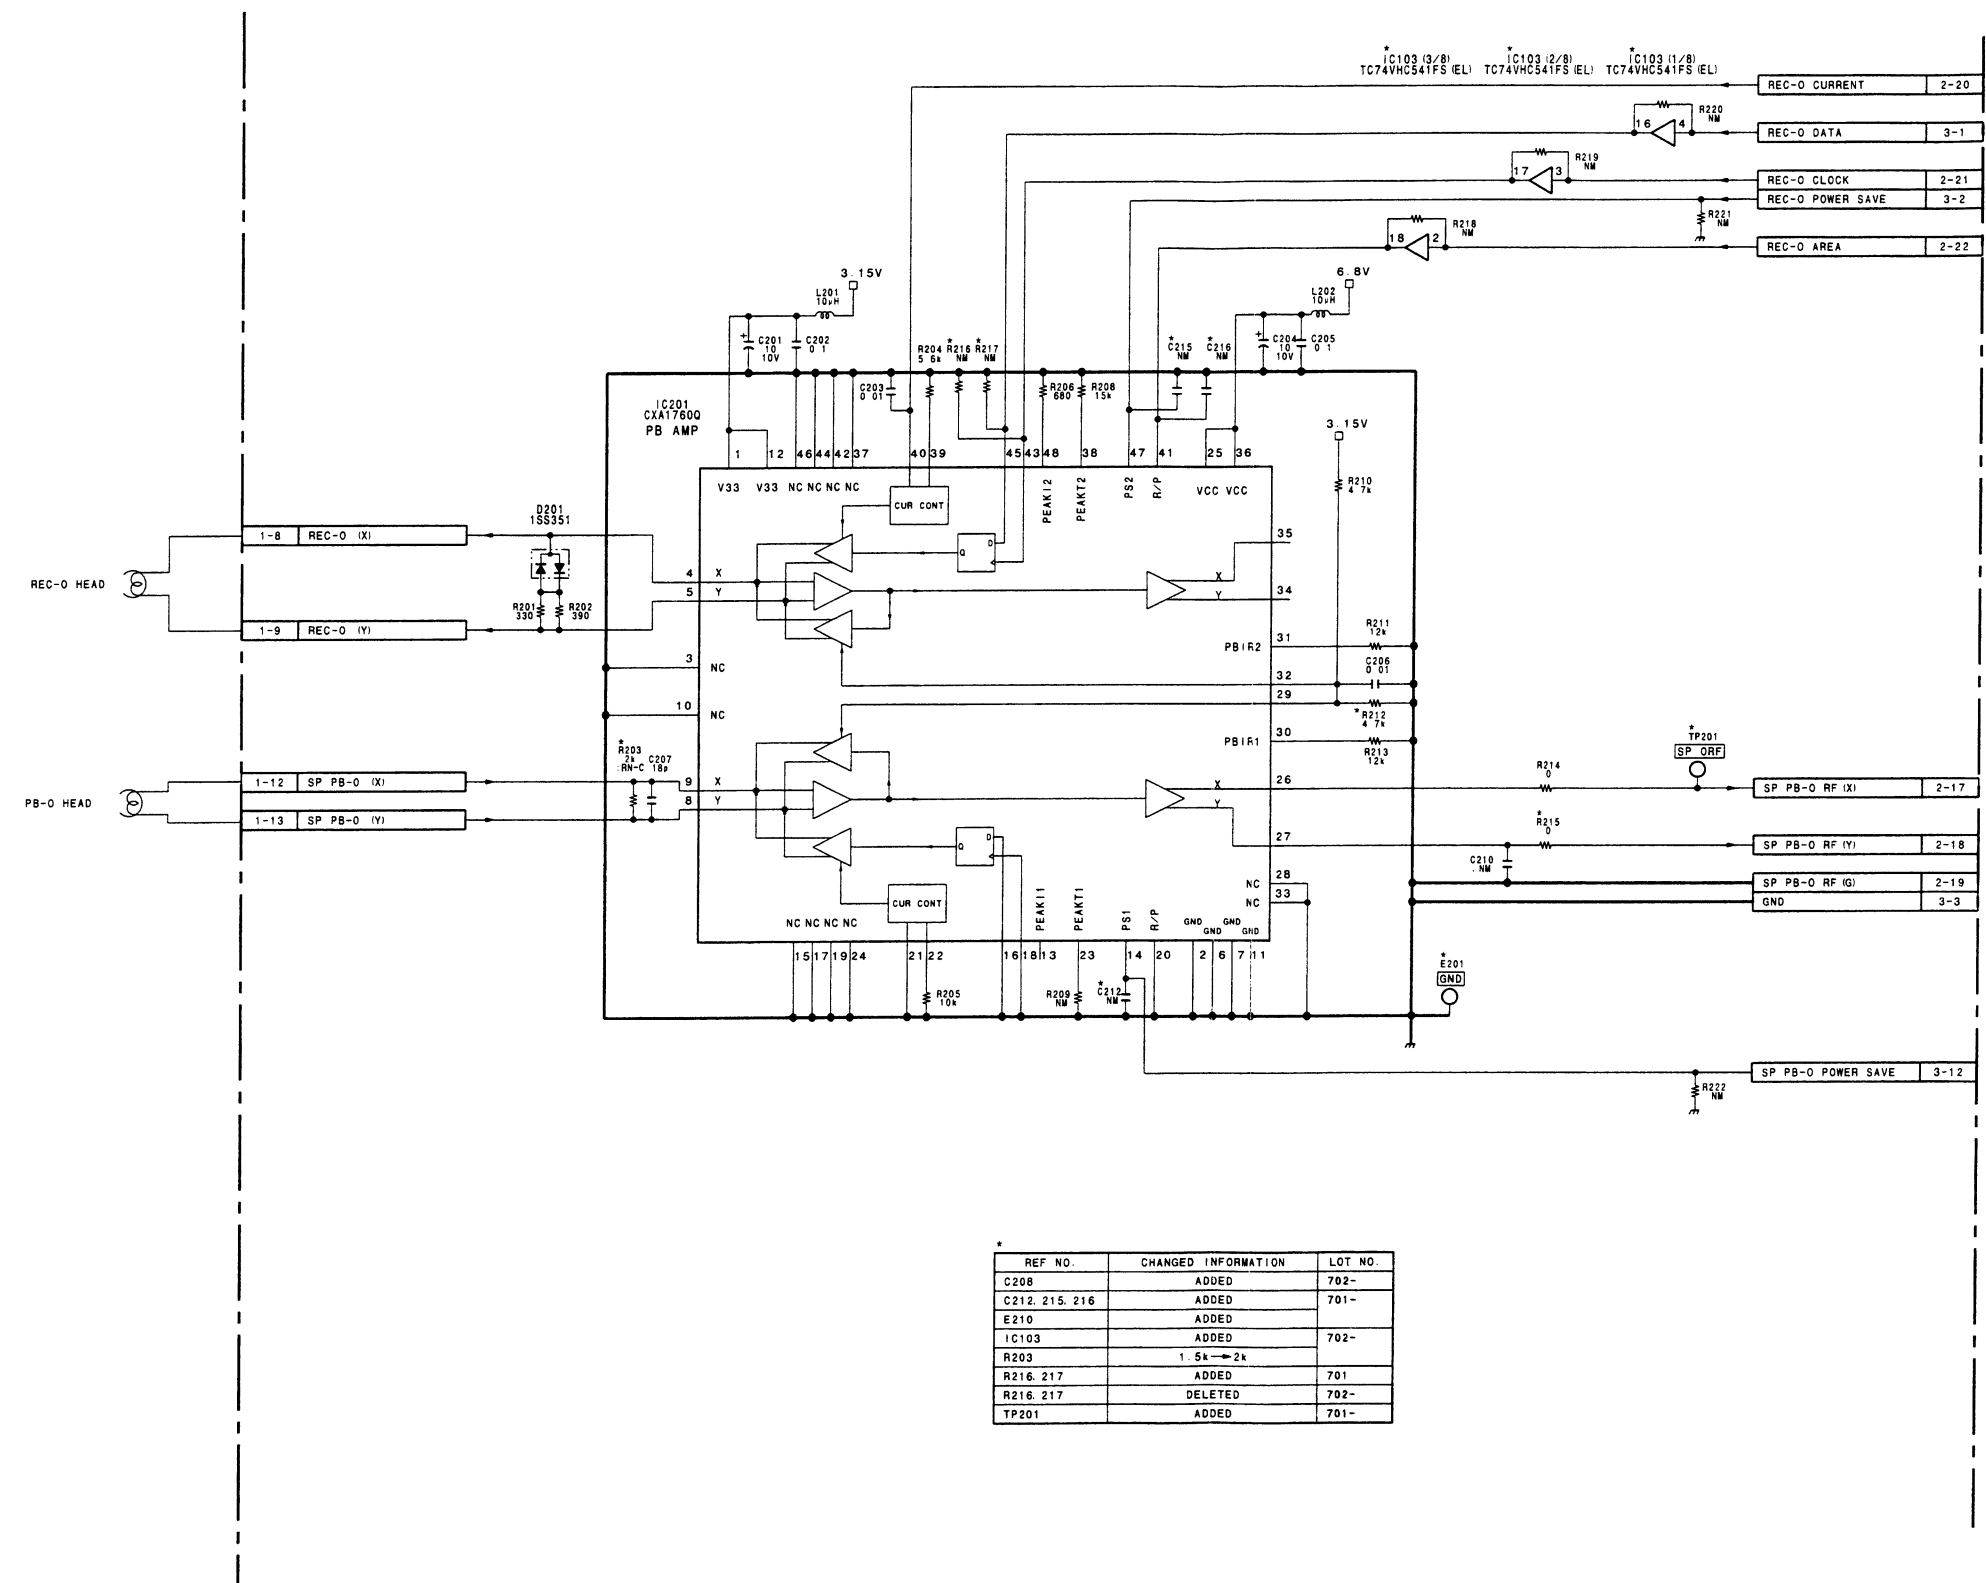 *
IC103 (3/8)
TC74VHC541FS (EL)
*
IC103 (2/8)
TC74VHC541FS (EL)
*
IC103 (1/8)
TC74VHC541FS (EL)
REC-O CURRENT 2-20
R220
NM
16 4
REC-O DATA 3-1
R219
NM
17 3
REC-O CLOCK 2-21
REC-O POWER SAVE 3-2
R221
NM
R218
NM
18 2
REC-O AREA 2-22
3.15V
L201
10μH
6.8V
L202
10μH
+
C201
10
10V
C202
0 1
R204
5 6k
*
R216
NM
*
R217
NM
*
C215
NM
*
C216
NM
+
C204
10
10V
C205
0 1
IC201
CXA1760Q
PB AMP
C203
0 01
R206
680
R208
15k
3.15V
1 12 46 44 42 37 40 39 45 43 48 38 47 41 25 36
V33 V33 NC NC NC NC
PEAKI2
PEAKT2
PS2
R/P
VCC VCC
R210
4 7k
CUR CONT
D201
1SS351
1-8 REC-O (X)
REC-O HEAD
R201
330
R202
390
1-9 REC-O (Y)
4 X
5 Y
Q D
35
X
Y
34
31
PBIR2
R211
12k
3 NC
32
C206
0 01
29
10 NC
*
R212
4 7k
30
PBIR1
R213
12k
*
R203
2k
:RN-C
C207
18p
1-12 SP PB-O (X)
PB-O HEAD
1-13 SP PB-O (Y)
9 X
8 Y
X 26
Y
27
R214
0
*
TP201
SP ORF
SP PB-O RF (X) 2-17
*
R215
0
SP PB-O RF (Y) 2-18
C210
NM
Q D
NC 28
NC 33
SP PB-O RF (G) 2-19
GND 3-3
CUR CONT
NC NC NC NC
PEAKI1
PEAKT1
PS1
R/P
GND
GND
GND
GND
15 17 19 24 21 22 16 18 13 23 14 20 2 6 7 11
R205
10k
R209
NM
*
C212
NM
*
E201
GND
SP PB-O POWER SAVE 3-12
R222
NM
*
REF NO. CHANGED INFORMATION LOT NO.
C208 ADDED 702-
C212. 215. 216 ADDED 701-
E210 ADDED
IC103 ADDED 702-
R203 1.5k→2k
R216. 217 ADDED 701
R216. 217 DELETED 702-
TP201 ADDED 701-